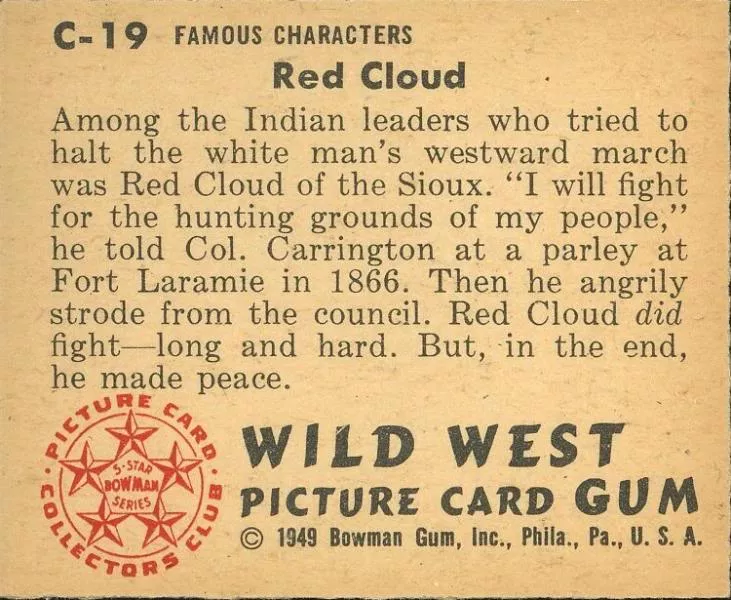 C-19 FAMOUS CHARACTERS
Red Cloud
Among the Indian leaders who tried to
halt the white man's westward march
was Red Cloud of the Sioux. "I will fight
for the hunting grounds of my people,"
he told Col. Carrington at a parley at
Fort Laramie in 1866. Then he angrily
strode from the council. Red Cloud did
fight—long and hard. But, in the end,
he made peace.
PICTURE CARD
COLLECTORS CLUB
5-STAR
BOWMAN
SERIES
WILD WEST
PICTURE CARD GUM
© 1949 Bowman Gum, Inc., Phila., Pa., U. S. A.